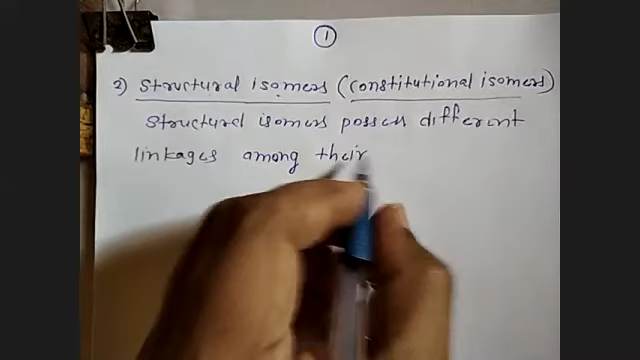 1
2) Structural isomers (Constitutional isomers)
Structural isomers possess different
linkages among their